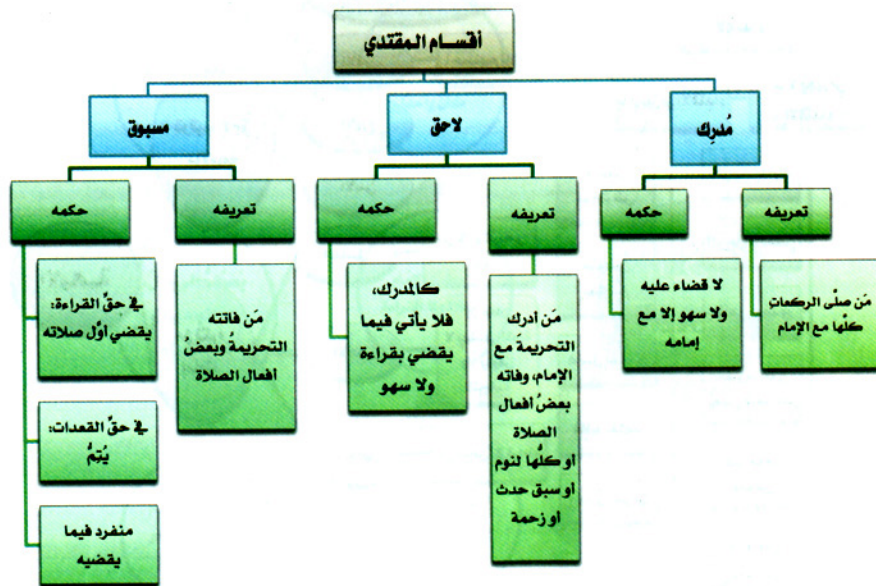 أقسام المقتدي
مُدرِك
تعريفه
مَن صلَّى الركعاتِ
كلَّها مع الإمام
حكمه
لا قضاء عليه
ولا سهو إلا مع
إمامه
لاحق
تعريفه
مَن أدرك
التحريمةَ مع
الإمام، وفاته
بعضُ أفعال
الصلاة
او كلُّها لنوم
او سبق حدث
او زحمة
حكمه
كالمدرك،
فلا يأتي فيما
يقضي بقراءة
ولا سهو
مسبوق
تعريفه
مَن فاتته
التحريمةُ وبعضُ
أفعال الصلاة
حكمه
في حقِّ القراءة:
يقضي أوَّل صلاته
في حقِّ القعدات:
يُتِمُّ
منفرد فيما
يقضيه